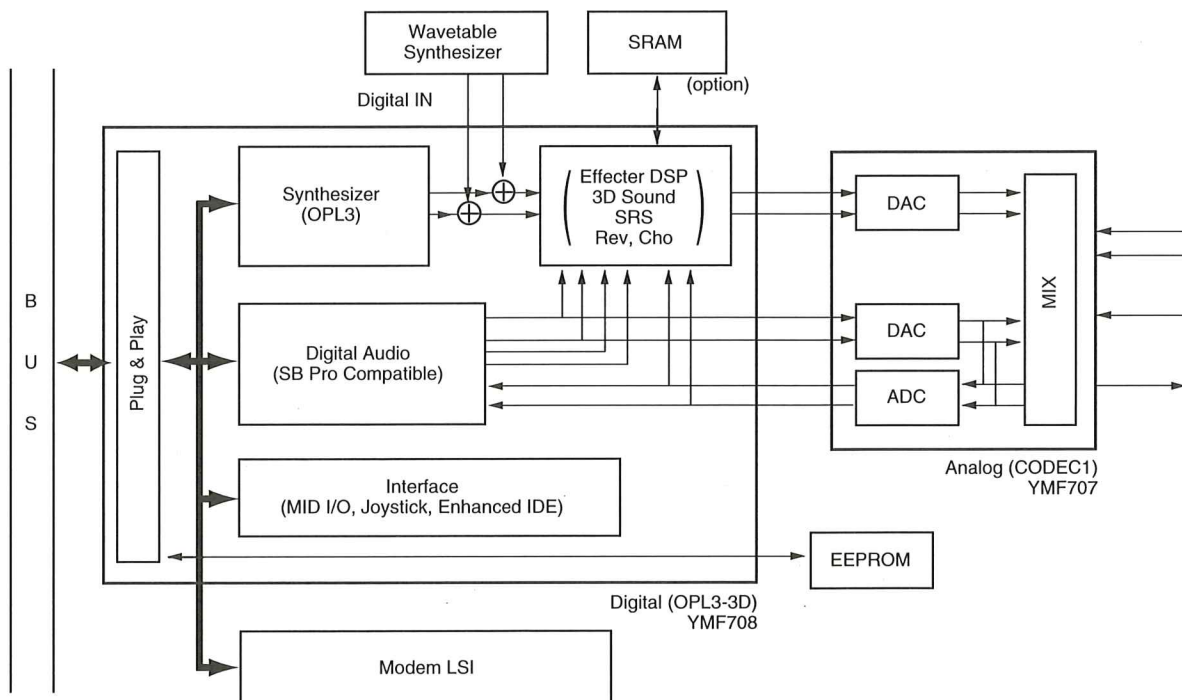 Wavetable
Synthesizer
SRAM
(option)
Digital IN
Synthesizer
(OPL3)
Effecter DSP
3D Sound
SRS
Rev, Cho
DAC
MIX
B
U
S
Plug & Play
Digital Audio
(SB Pro Compatible)
DAC
ADC
Analog (CODEC1)
YMF707
Interface
(MID I/O, Joystick, Enhanced IDE)
EEPROM
Digital (OPL3-3D)
YMF708
Modem LSI